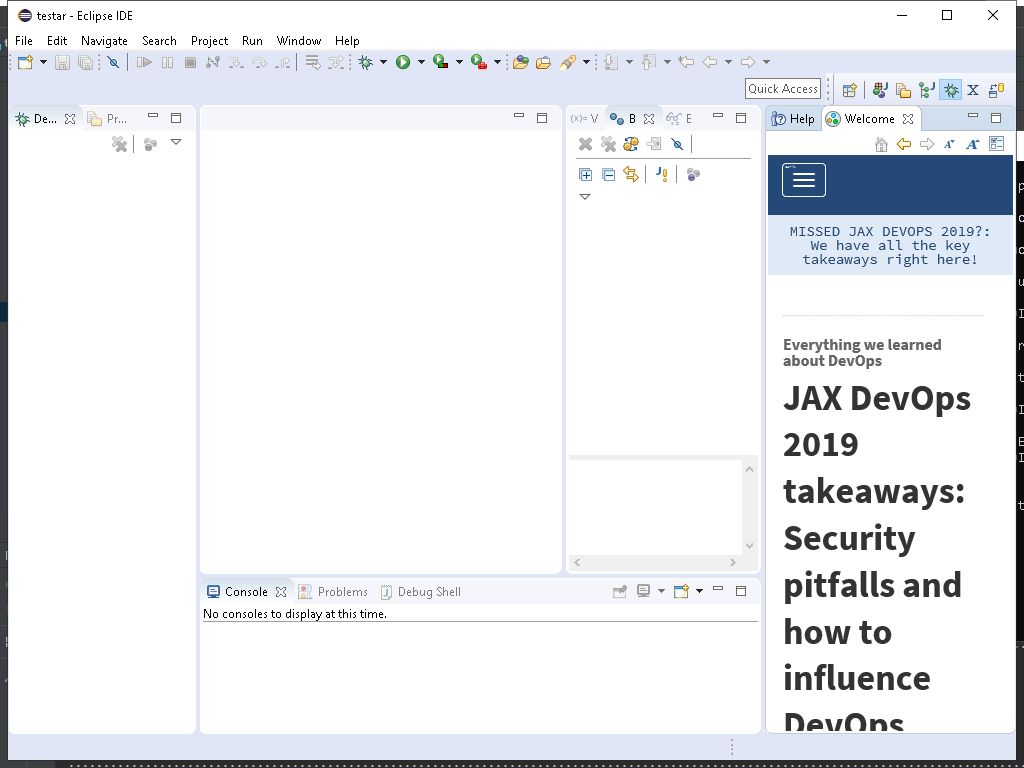 testar - Eclipse IDE
File Edit Navigate Search Project Run Window Help
Quick Access
De...
Pr...
(x)= V
B
E
Help
Welcome
MISSED JAX DEVOPS 2019?:
We have all the key
takeaways right here!
Everything we learned
about DevOps
JAX DevOps
2019
takeaways:
Security
pitfalls and
how to
influence
DevOps
Console
Problems
Debug Shell
No consoles to display at this time.